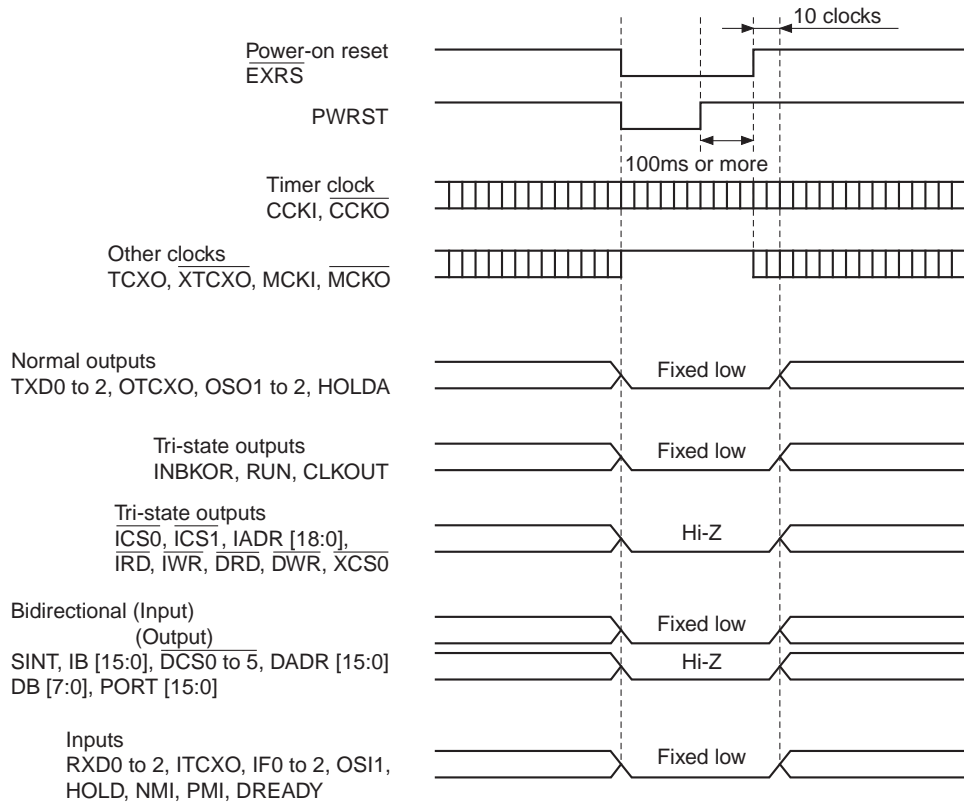 10 clocks
Power-on reset
EXRS
PWRST
100ms or more
Timer clock
CCKI, CCKO
Other clocks
TCXO, XTCXO, MCKI, MCKO
Normal outputs
TXD0 to 2, OTCXO, OSO1 to 2, HOLDA
Fixed low
Tri-state outputs
INBKOR, RUN, CLKOUT
Fixed low
Tri-state outputs
ICS0, ICS1, IADR [18:0],
IRD, IWR, DRD, DWR, XCS0
Hi-Z
Bidirectional (Input)
(Output)
SINT, IB [15:0], DCS0 to 5, DADR [15:0]
DB [7:0], PORT [15:0]
Fixed low
Hi-Z
Inputs
RXD0 to 2, ITCXO, IF0 to 2, OSI1,
HOLD, NMI, PMI, DREADY
Fixed low